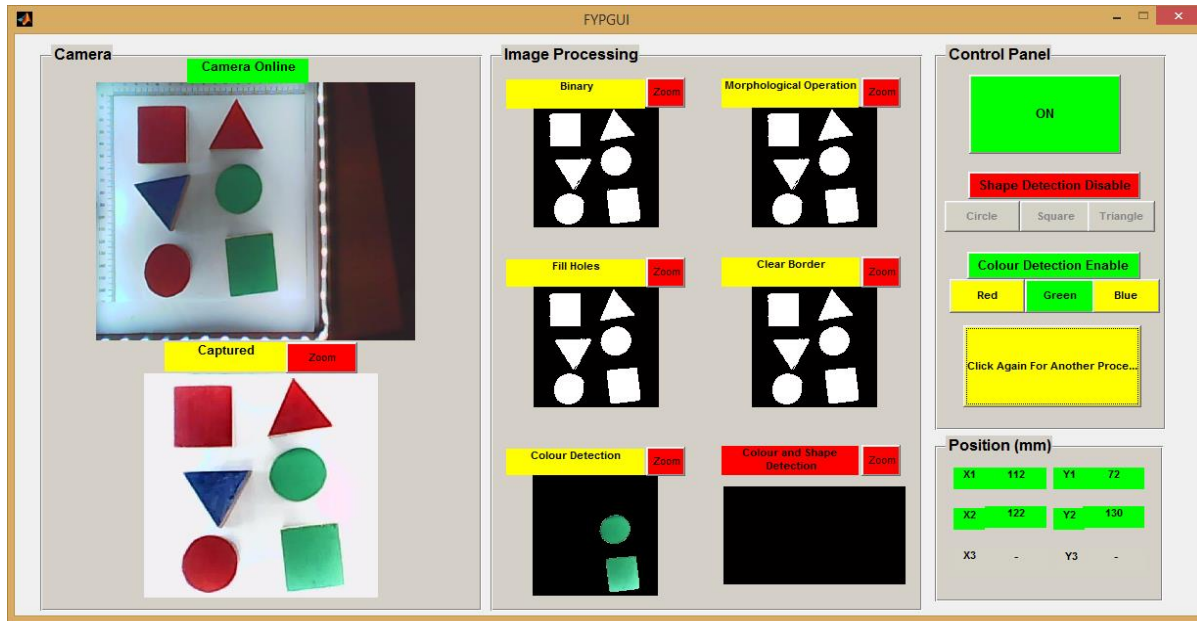 FYPGUI
Camera
Camera Online
Captured
Zoom
Image Processing
Binary
Zoom
Morphological Operation
Zoom
Fill Holes
Zoom
Clear Border
Zoom
Colour Detection
Zoom
Colour and Shape
Detection
Zoom
Control Panel
ON
Shape Detection Disable
Circle Square Triangle
Colour Detection Enable
Red Green Blue
Click Again For Another Proce...
Position (mm)
X1 112 Y1 72
X2 122 Y2 130
X3 - Y3 -